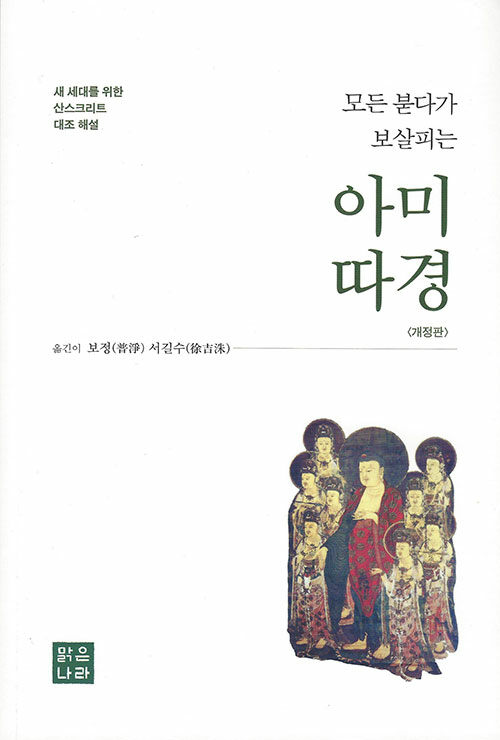 새 세대를 위한
산스크리트
대조 해설
모든 붇다가
보살피는
아미
따경
〈개정판〉
옮긴이 보정(普淨) 서길수(徐吉洙)
맑은
나라